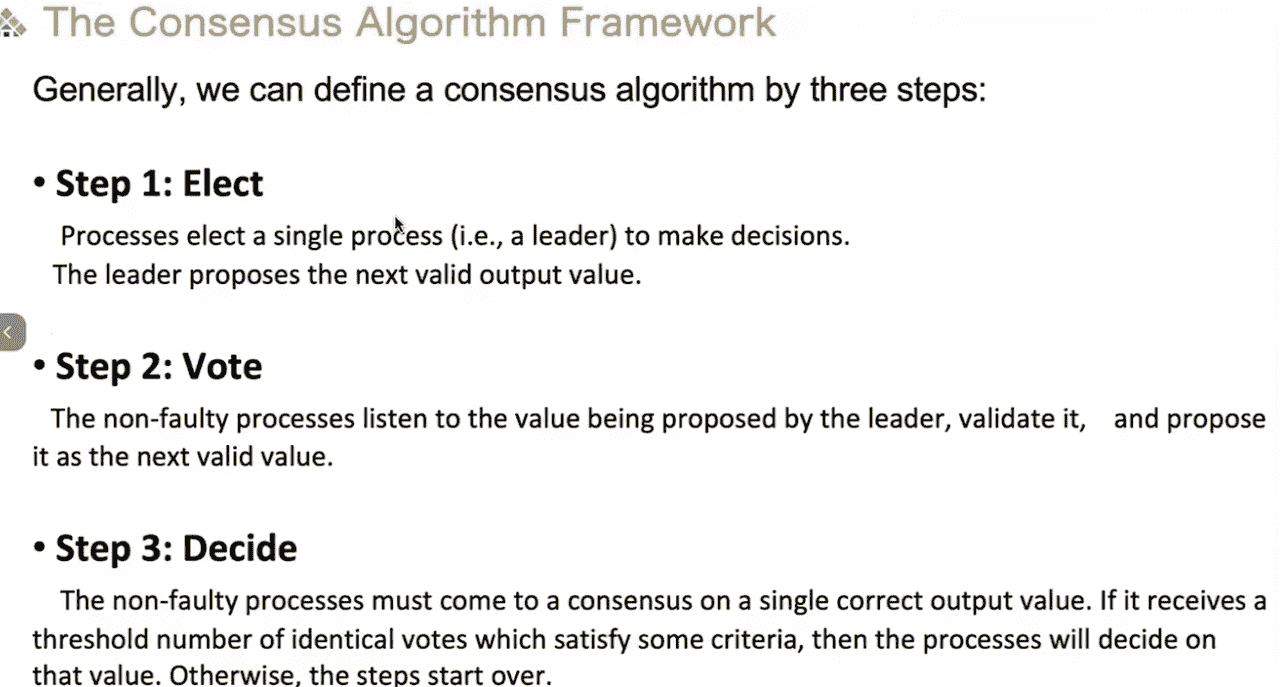 The Consensus Algorithm Framework
Generally, we can define a consensus algorithm by three steps:
• Step 1: Elect
Processes elect a single process (i.e., a leader) to make decisions.
The leader proposes the next valid output value.
• Step 2: Vote
The non-faulty processes listen to the value being proposed by the leader, validate it, and propose
it as the next valid value.
• Step 3: Decide
The non-faulty processes must come to a consensus on a single correct output value. If it receives a
threshold number of identical votes which satisfy some criteria, then the processes will decide on
that value. Otherwise, the steps start over.